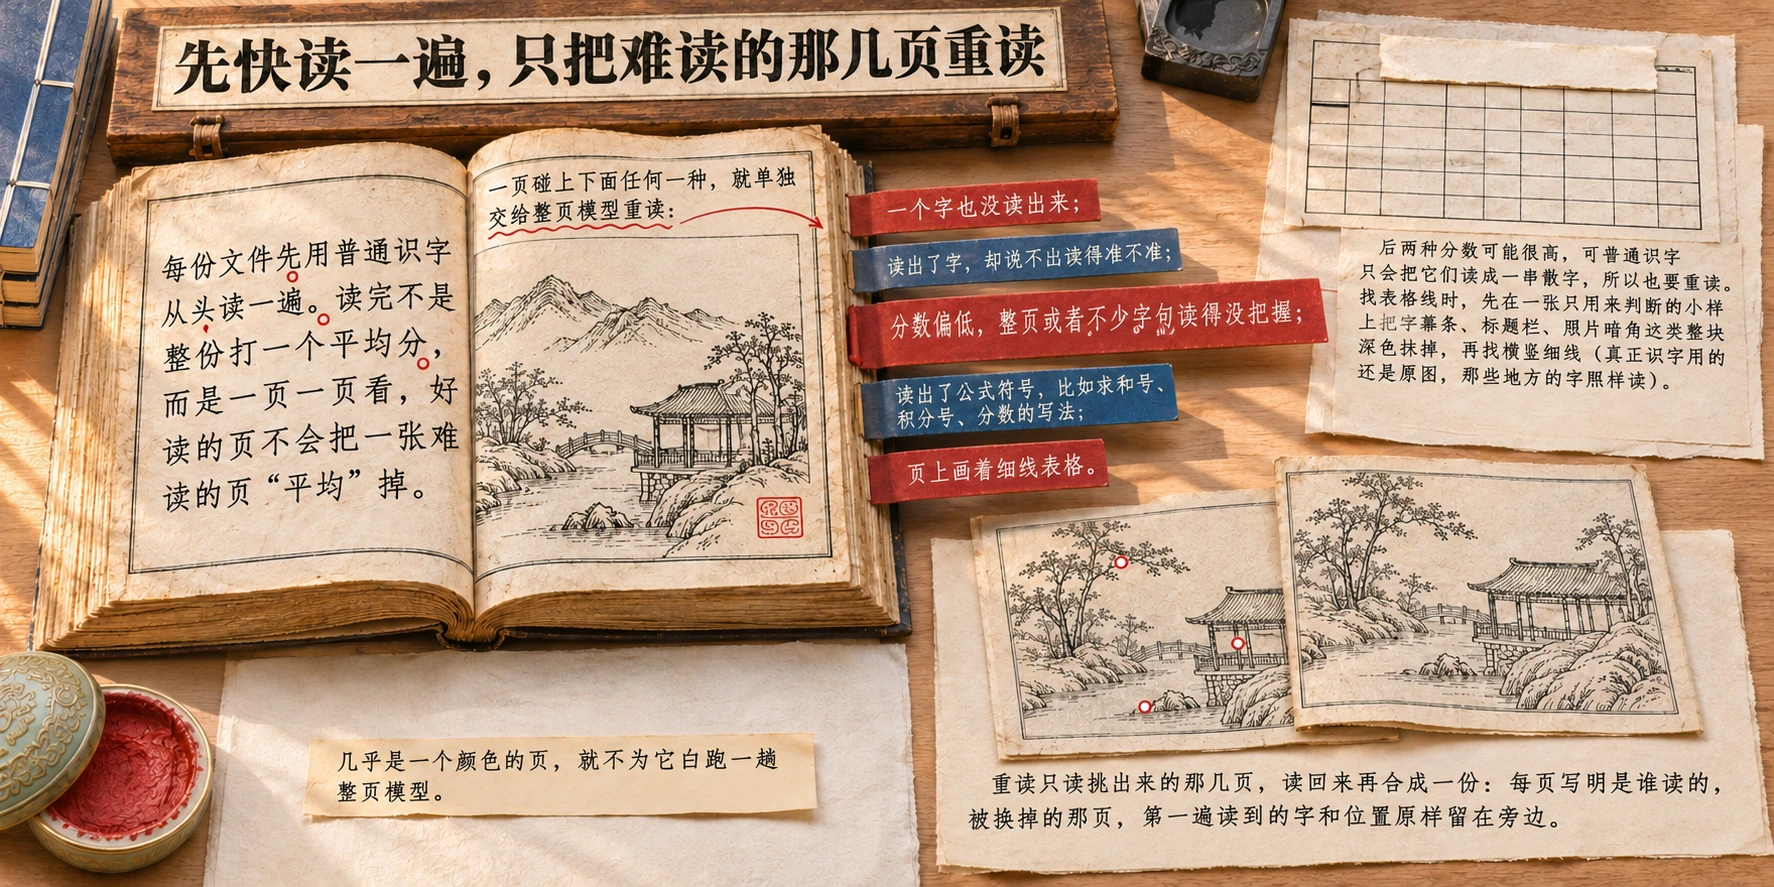 先快读一遍，只把难读的那几页重读
每份文件先用普通识字
从头读一遍。读完不是
整份打一个平均分，
而是一页一页看，好
读的页不会把一张难
读的页“平均”掉。
一页碰上下面任何一种，就单独
交给整页模型重读：
一个字也没读出来；
读出了字，却说不出读得准不准；
分数偏低，整页或者不少字句读得没把握；
读出了公式符号，比如求和号、
积分号、分数的写法；
页上画着细线表格。
后两种分数可能很高，可普通识字
只会把它们读成一串散字，所以也要重读。
找表格线时，先在一张只用来判断的小样
上把字幕条、标题栏、照片暗角这类整块
深色抹掉，再找横竖细线（真正识字用的
还是原图，那些地方的字照样读）。
几乎是一个颜色的页，就不为它白跑一趟
整页模型。
重读只读挑出来的那几页，读回来再合成一份：每页写明是谁读的，
被换掉的那页，第一遍读到的字和位置原样留在旁边。